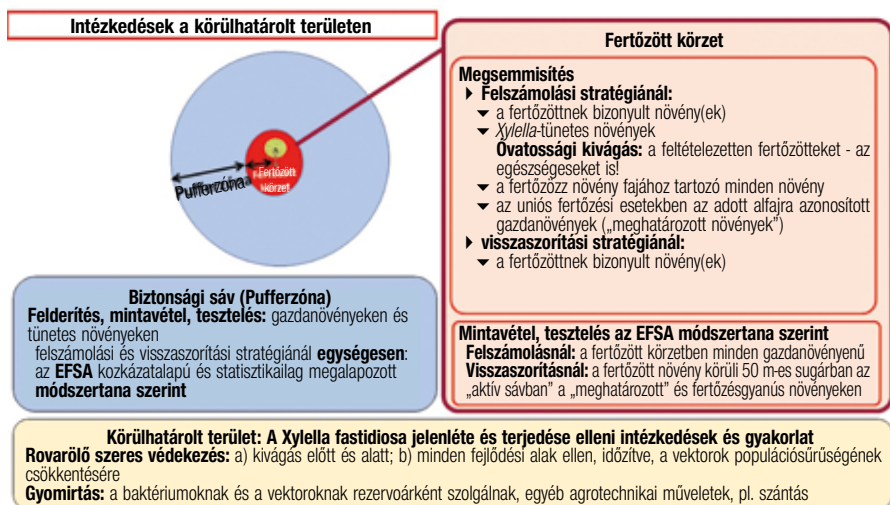 Intézkedések a körülhatárolt területen
Fertőzött körzet
Pufferzóna
Fertőzött
körzet
Megsemmisítés
Felszámolási stratégiánál:
a fertőzöttnek bizonyult növény(ek)
Xylella-tünetes növények
Óvatossági kivágás: a feltételezetten fertőzötteket - az
egészségeseket is!
a fertőzözz növény fajához tartozó minden növény
az uniós fertőzési esetekben az adott alfajra azonosított
gazdanövények („meghatározott növények”)
visszaszorítási stratégiánál:
a fertőzöttnek bizonyult növény(ek)
Biztonsági sáv (Pufferzóna)
Felderítés, mintavétel, tesztelés: gazdanövényeken és
tünetes növényeken
felszámolási és visszaszorítási stratégiánál egységesen:
az EFSA kozkázatalapú és statisztikailag megalapozott
módszertana szerint
Mintavétel, tesztelés az EFSA módszertana szerint
Felszámolásnál: a fertőzött körzetben minden gazdanövényenű
Visszaszorításnál: a fertőzött növény körüli 50 m-es sugárban az
„aktív sávban” a „meghatározott” és fertőzésgyanús növényeken
Körülhatárolt terület: A Xylella fastidiosa jelenléte és terjedése elleni intézkedések és gyakorlat
Rovarölő szeres védekezés: a) kivágás előtt és alatt; b) minden fejlődési alak ellen, időzítve, a vektorok populációsűrűségének
csökkentésére
Gyomirtás: a baktériumoknak és a vektoroknak rezervoárként szolgálnak, egyéb agrotechnikai műveletek, pl. szántás